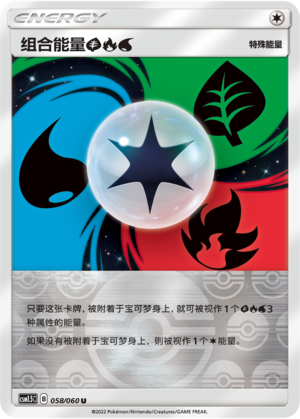 ENERGY
组合能量
特殊能量
只要这张卡牌，被附着于宝可梦身上，就可被视作1个3
种属性的能量。
如果没有被附着于宝可梦身上，则被视作1个能量。
CSM1.5C B 058/060 U
©2022 Pokémon/Nintendo/Creatures/GAME FREAK.